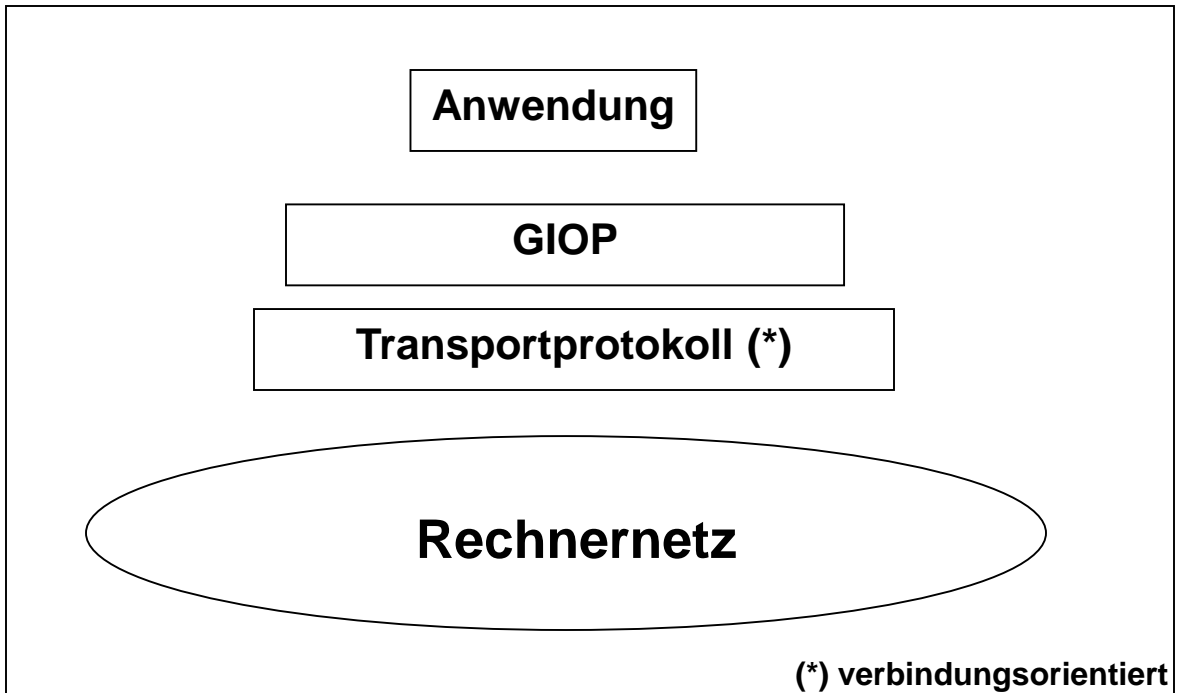 Anwendung
GIOP
Transportprotokoll (*)
Rechnernetz
(*) verbindungsorientiert